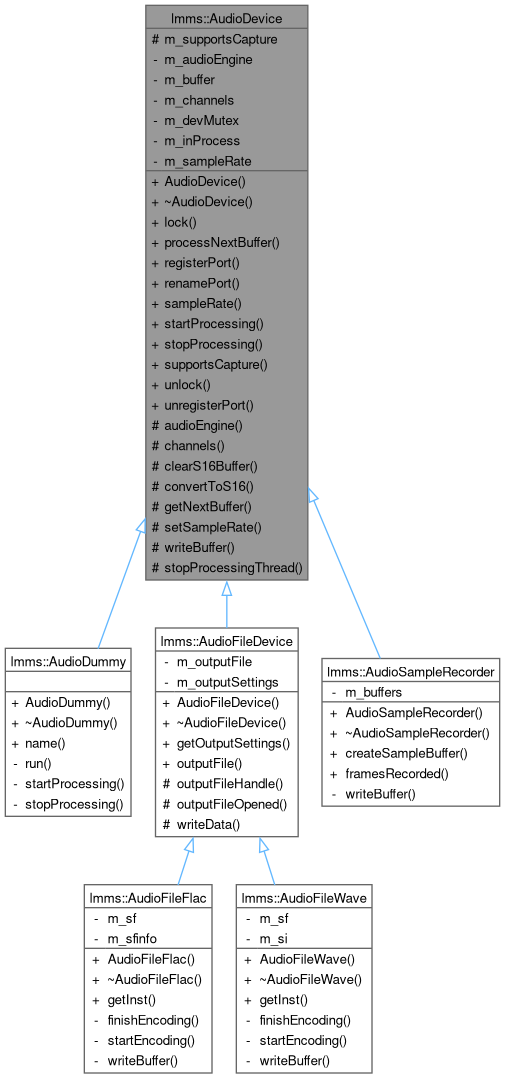 lmms::AudioDevice
# m_supportsCapture
- m_audioEngine
- m_buffer
- m_channels
- m_devMutex
- m_inProcess
- m_sampleRate
+ AudioDevice()
+ ~AudioDevice()
+ lock()
+ processNextBuffer()
+ registerPort()
+ renamePort()
+ sampleRate()
+ startProcessing()
+ stopProcessing()
+ supportsCapture()
+ unlock()
+ unregisterPort()
# audioEngine()
# channels()
# clearS16Buffer()
# convertToS16()
# getNextBuffer()
# setSampleRate()
# writeBuffer()
# stopProcessingThread()
lmms::AudioDummy
+ AudioDummy()
+ ~AudioDummy()
+ name()
- run()
- startProcessing()
- stopProcessing()
lmms::AudioFileDevice
- m_outputFile
- m_outputSettings
+ AudioFileDevice()
+ ~AudioFileDevice()
+ getOutputSettings()
+ outputFile()
# outputFileHandle()
# outputFileOpened()
# writeData()
lmms::AudioSampleRecorder
- m_buffers
+ AudioSampleRecorder()
+ ~AudioSampleRecorder()
+ createSampleBuffer()
+ framesRecorded()
- writeBuffer()
lmms::AudioFileFlac
- m_sf
- m_sfinfo
+ AudioFileFlac()
+ ~AudioFileFlac()
+ getInst()
- finishEncoding()
- startEncoding()
- writeBuffer()
lmms::AudioFileWave
- m_sf
- m_si
+ AudioFileWave()
+ ~AudioFileWave()
+ getInst()
- finishEncoding()
- startEncoding()
- writeBuffer()